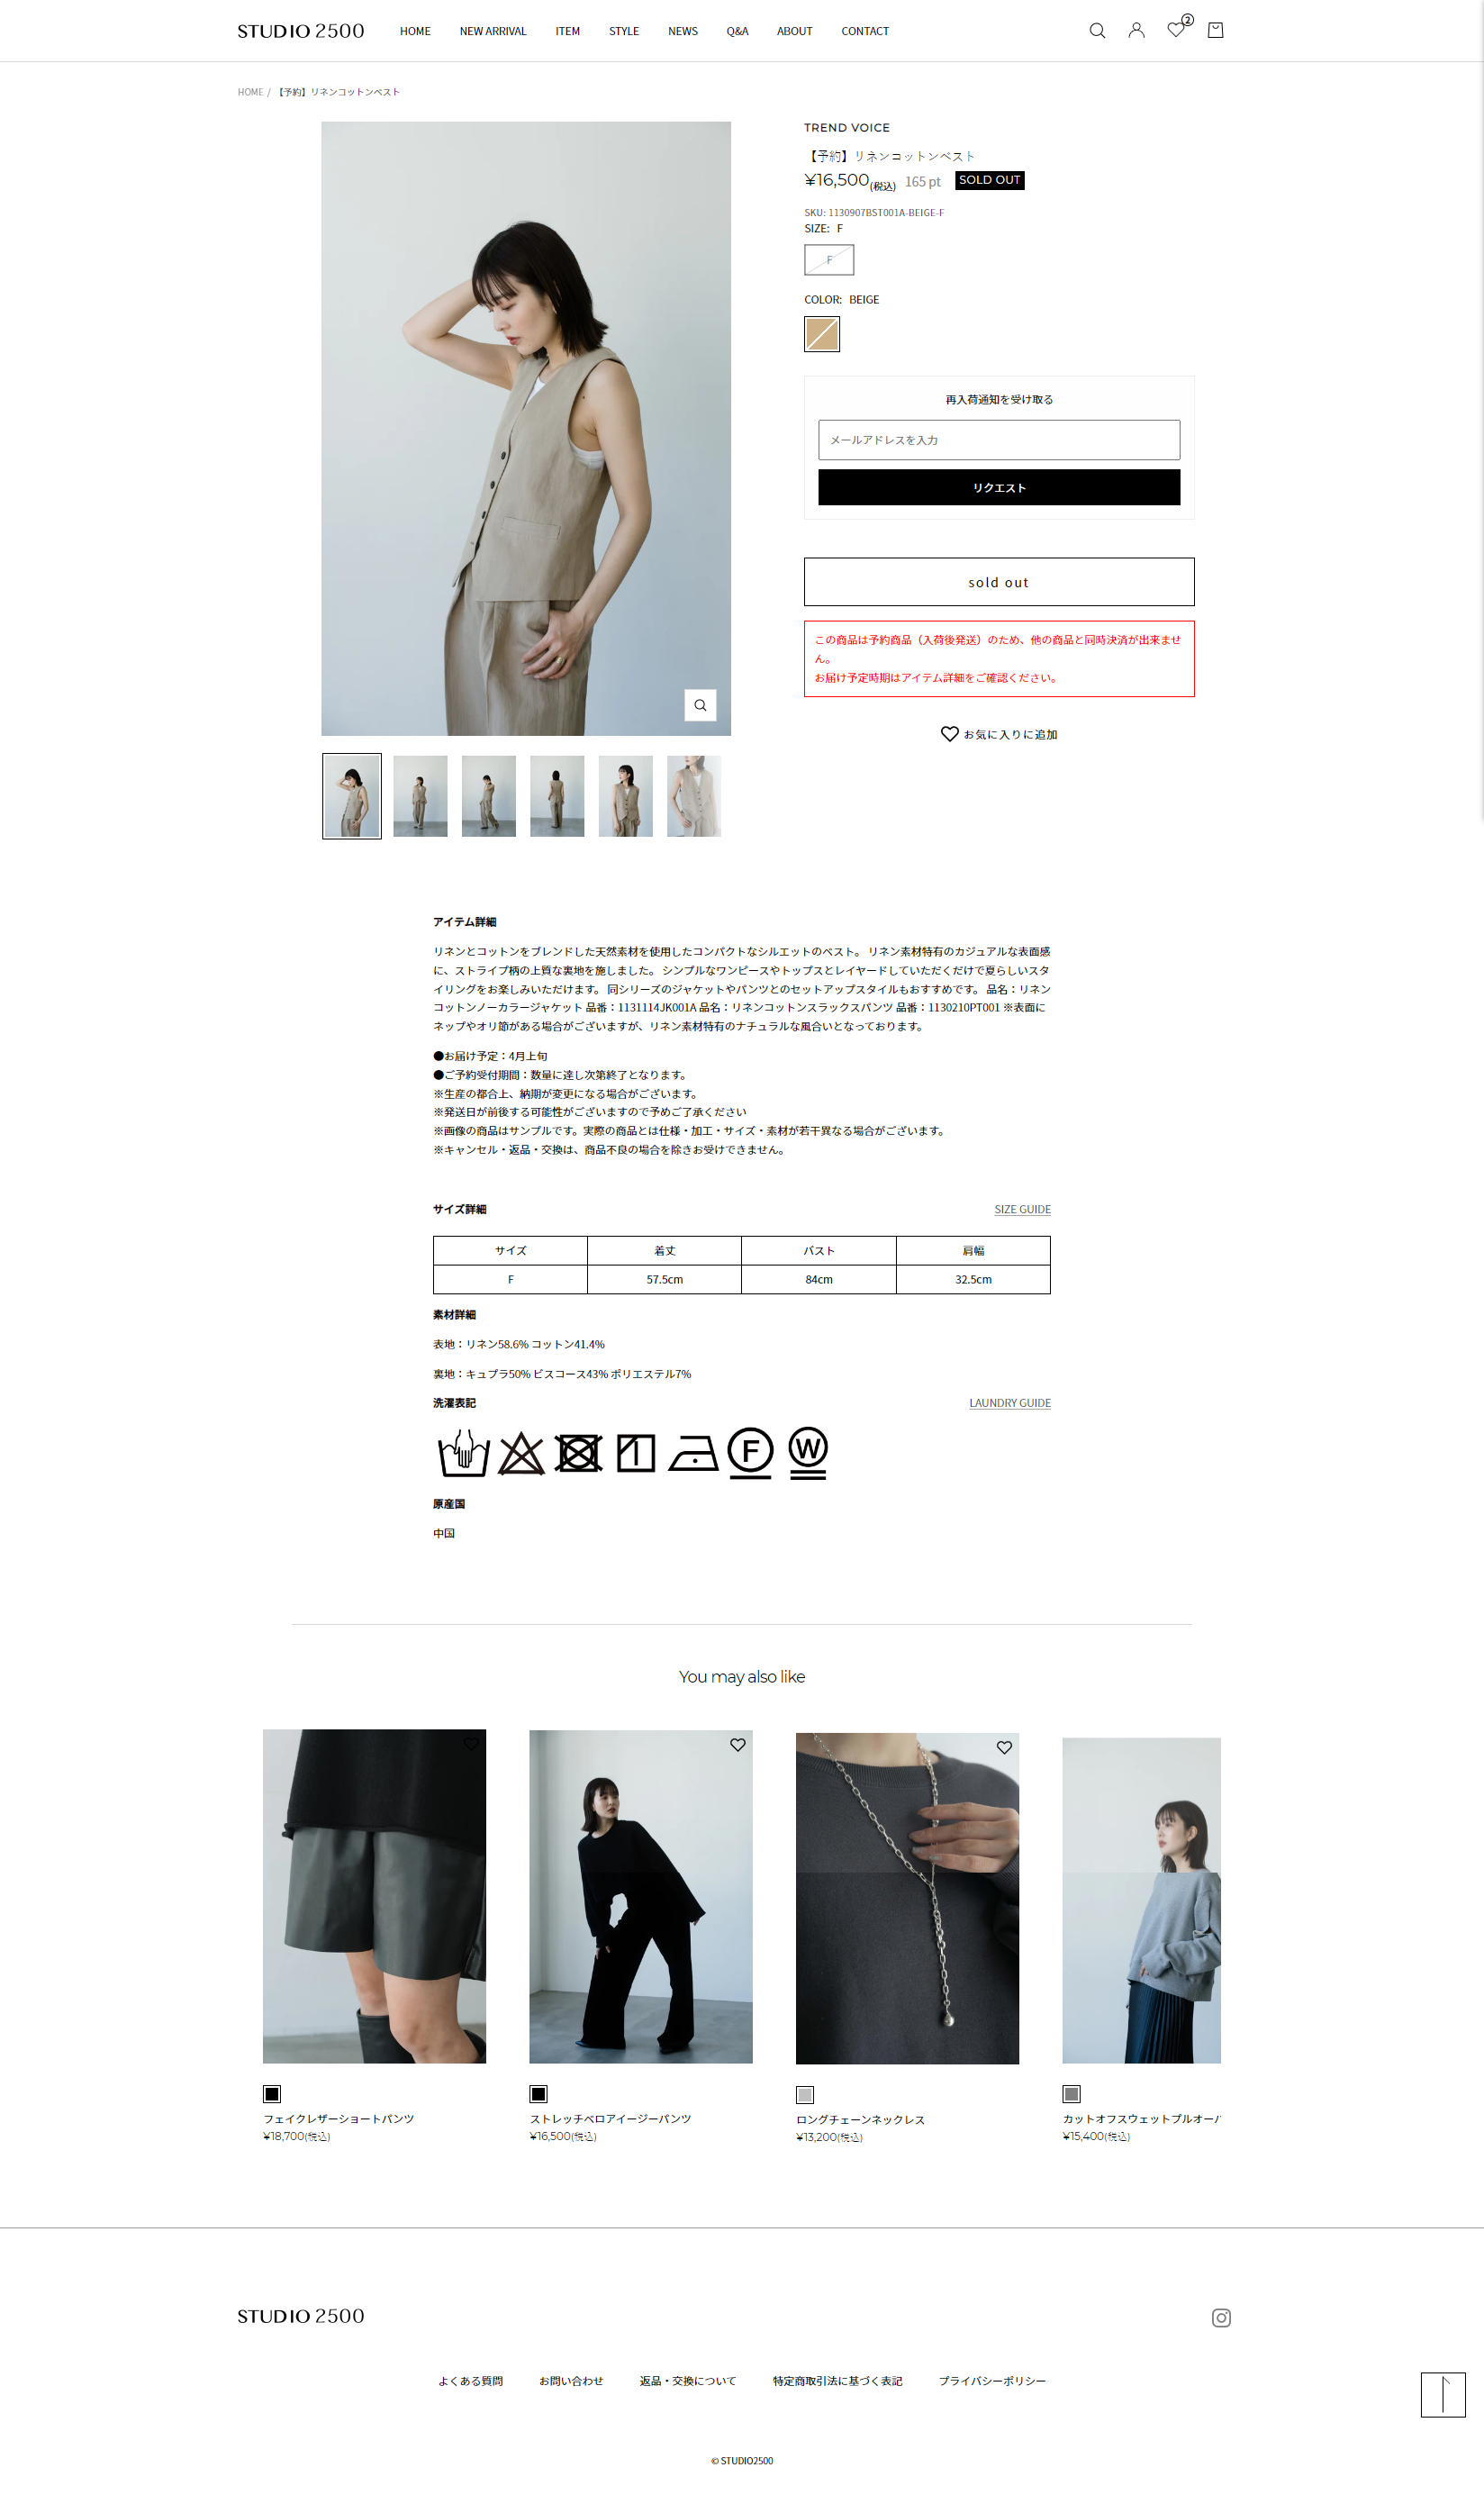 STUDIO 2500
HOME
NEW ARRIVAL
ITEM
STYLE
NEWS
Q&A
ABOUT
CONTACT
2
HOME / 【予約】リネンコットンベスト
TREND VOICE
【予約】リネンコットンベスト
¥16,500(税込) 165 pt SOLD OUT
SKU: 1130907BST001A-BEIGE-F
SIZE: F
F
COLOR: BEIGE
再入荷通知を受け取る
メールアドレスを入力
リクエスト
sold out
この商品は予約商品（入荷後発送）のため、他の商品と同時決済が出来ませ
ん。
お届け予定時期はアイテム詳細をご確認ください。
お気に入りに追加
アイテム詳細
リネンとコットンをブレンドした天然素材を使用したコンパクトなシルエットのベスト。 リネン素材特有のカジュアルな表面感
に、ストライプ柄の上質な裏地を施しました。 シンプルなワンピースやトップスとレイヤードしていただくだけで夏らしいスタ
イリングをお楽しみいただけます。 同シリーズのジャケットやパンツとのセットアップスタイルもおすすめです。 品名：リネン
コットンノーカラージャケット 品番：1131114JK001A 品名：リネンコットンスラックスパンツ 品番：1130210PT001 ※表面に
ネップやオリ節がある場合がございますが、リネン素材特有のナチュラルな風合いとなっております。
●お届け予定：4月上旬
●ご予約受付期間：数量に達し次第終了となります。
※生産の都合上、納期が変更になる場合がございます。
※発送日が前後する可能性がございますので予めご了承ください
※画像の商品はサンプルです。実際の商品とは仕様・加工・サイズ・素材が若干異なる場合がございます。
※キャンセル・返品・交換は、商品不良の場合を除きお受けできません。
サイズ詳細
SIZE GUIDE
サイズ 着丈 バスト 肩幅
F 57.5cm 84cm 32.5cm
素材詳細
表地：リネン58.6% コットン41.4%
裏地：キュプラ50% ビスコース43% ポリエステル7%
洗濯表記
LAUNDRY GUIDE
F W
原産国
中国
You may also like
フェイクレザーショートパンツ
¥18,700(税込)
ストレッチベロアイージーパンツ
¥16,500(税込)
ロングチェーンネックレス
¥13,200(税込)
カットオフスウェットプルオーバ
¥15,400(税込)
STUDIO 2500
よくある質問
お問い合わせ
返品・交換について
特定商取引法に基づく表記
プライバシーポリシー
© STUDIO2500